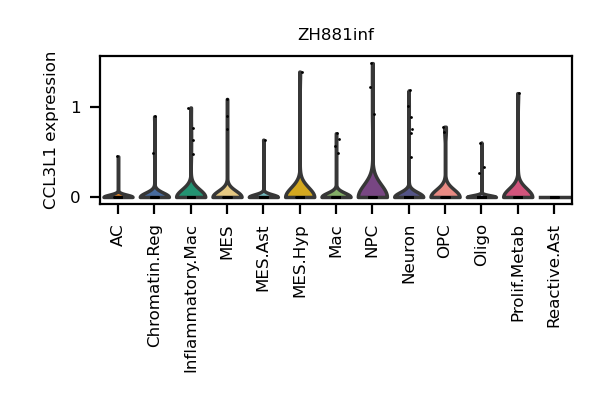 ZH881inf
CCL3L1 expression
1
0
AC
Chromatin.Reg
Inflammatory.Mac
MES
MES.Ast
MES.Hyp
Mac
NPC
Neuron
OPC
Oligo
Prolif.Metab
Reactive.Ast